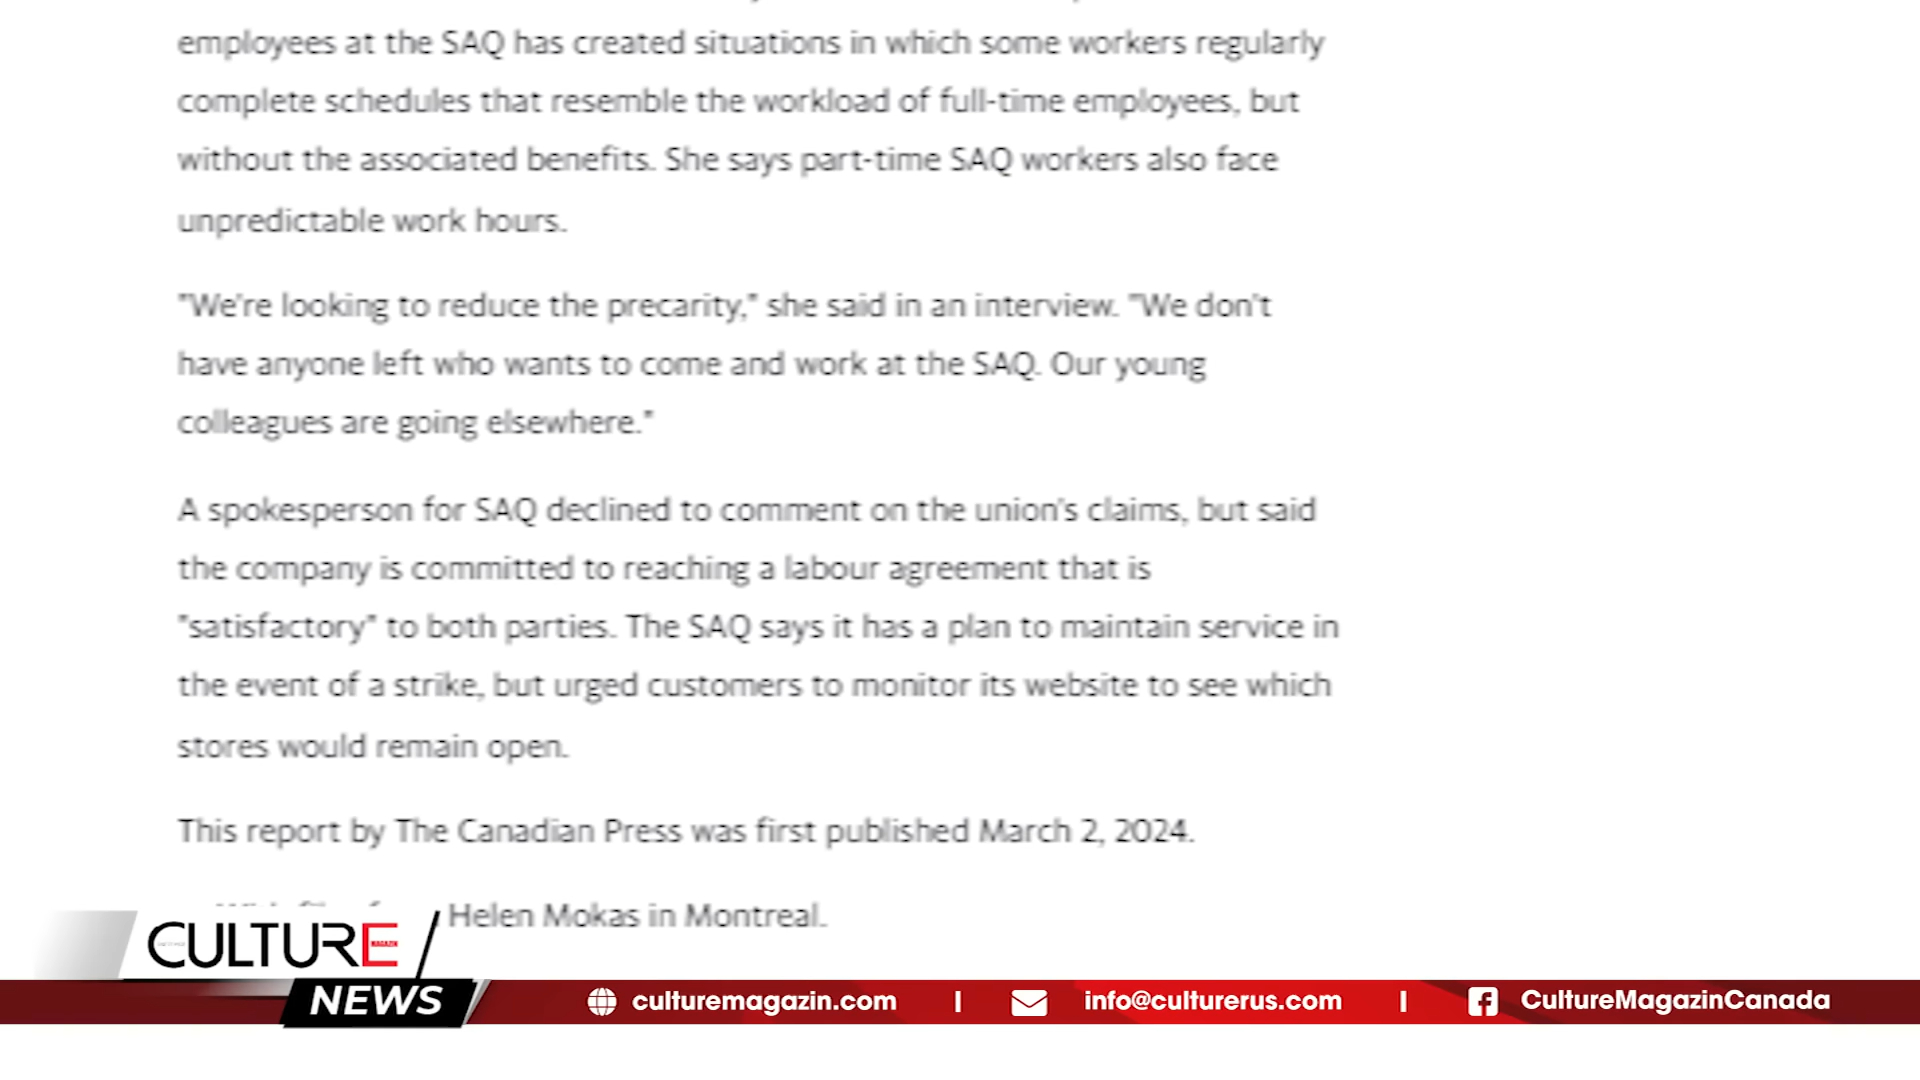 employees at the SAQ has created situations in which some workers regularly
complete schedules that resemble the workload of full-time employees, but
without the associated benefits. She says part-time SAQ workers also face
unpredictable work hours.
"We're looking to reduce the precarity," she said in an interview. "We don't
have anyone left who wants to come and work at the SAQ. Our young
colleagues are going elsewhere."
A spokesperson for SAQ declined to comment on the union's claims, but said
the company is committed to reaching a labour agreement that is
"satisfactory" to both parties. The SAQ says it has a plan to maintain service in
the event of a strike, but urged customers to monitor its website to see which
stores would remain open.
This report by The Canadian Press was first published March 2, 2024.
Helen Mokas in Montreal.
CULTURE
NEWS
culturemagazin.com | info@culturerus.com | CultureMagazinCanada